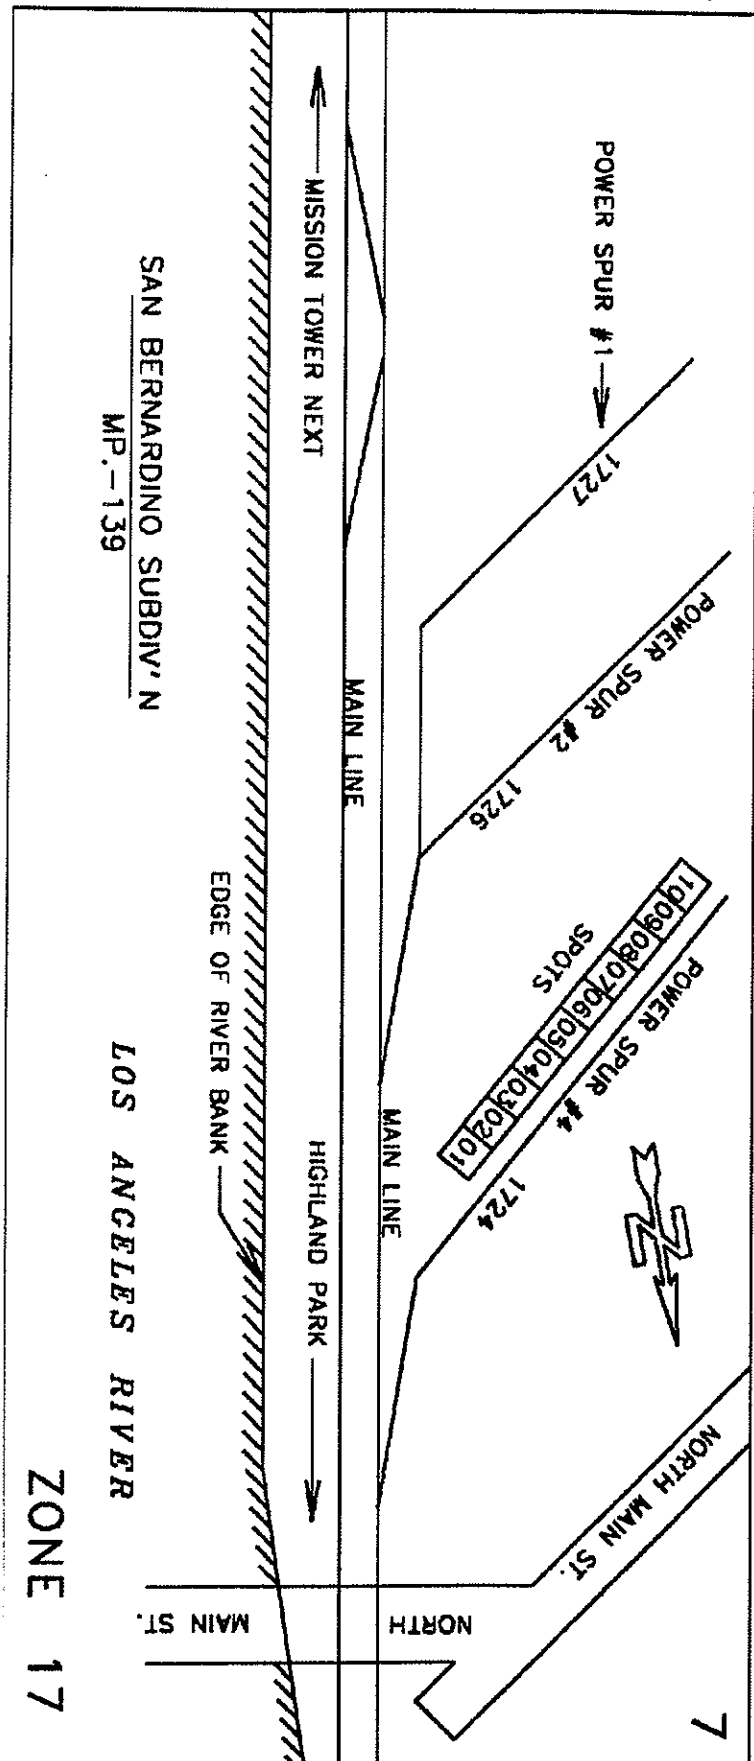 7
POWER SPUR #1
1727
POWER SPUR #2
1726
10 09 08 07 06 05 04 03 02 01
SPOTS
POWER SPUR #4
1724
N
NORTH MAIN ST.
MAIN LINE
MAIN LINE
MISSION TOWER NEXT
HIGHLAND PARK
NORTH
MAIN ST.
EDGE OF RIVER BANK
SAN BERNARDINO SUBDIV'N
MP.-139
LOS ANGELES RIVER
ZONE 17